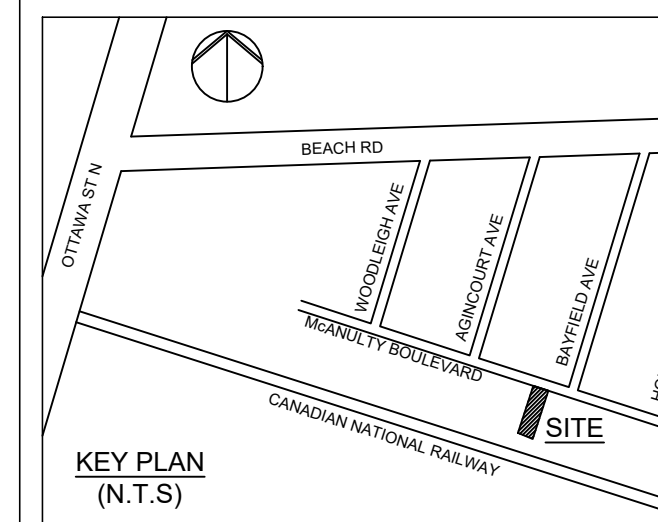 BEACH RD
OTTAWA ST N
WOODLEIGH AVE
AGINCOURT AVE
BAYFIELD AVE
McANULTY BOULEVARD
CANADIAN NATIONAL RAILWAY
SITE
KEY PLAN
(N.T.S)